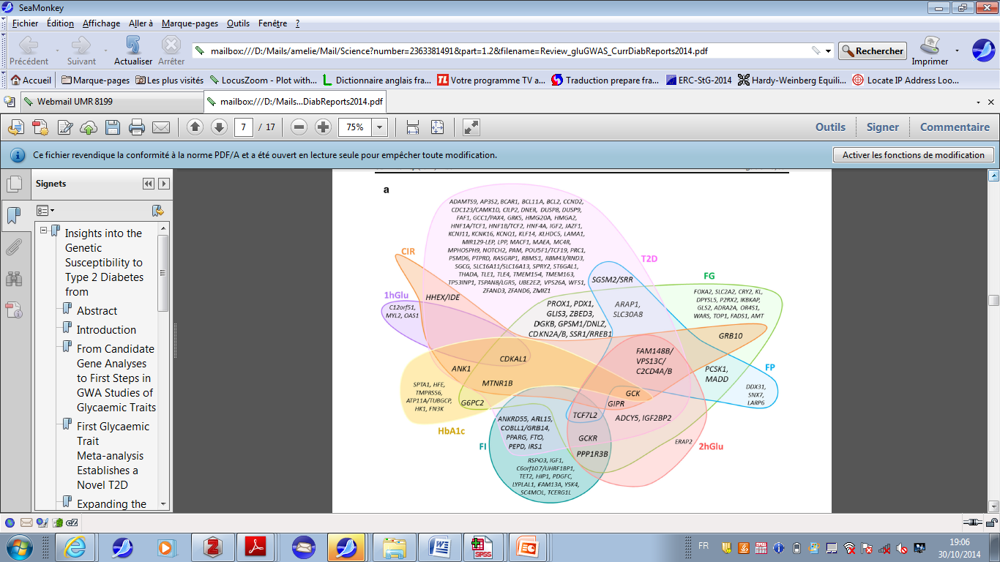 SeaMonkey
Fichier Édition Affichage Aller à Marque-pages Outils Fenêtre ?
Précédent Suivant Actualiser Arrêter
mailbox:///D:/Mails/amelie/Mail/Science?number=2363381491&part=1.2&filename=Review_gluGWAS_CurrDiabReports2014.pdf
Rechercher
Imprimer
Accueil Marque-pages Les plus visités LocusZoom - Plot with... Dictionnaire anglais fra... Votre programme TV a... Traduction prepare fra... ERC-StG-2014 Hardy-Weinberg Equili... Locate IP Address Loo...
Webmail UMR 8199
mailbox:///D:/Mails...DiabReports2014.pdf
7 / 17
75%
Outils Signer Commentaire
Ce fichier revendique la conformité à la norme PDF/A et a été ouvert en lecture seule pour empêcher toute modification.
Activer les fonctions de modification
Signets
Insights into the
Genetic
Susceptibility to
Type 2 Diabetes
from
Abstract
Introduction
From Candidate
Gene Analyses
to First Steps in
GWA Studies of
Glycaemic Traits
First Glycaemic
Trait
Meta-analysis
Establishes a
Novel T2D
Expanding the
a
ADAMTS9, AP3S2, BCAR1, BCL11A, BCL2, CCND2,
CDC123/CAMK1D, CILP2, DNER, DUSP8, DUSP9,
FAF1, GCC1/PAX4, GRK5, HMG20A, HMGA2,
HNF1A/TCF1, HNF1B/TCF2, HNF-4A, IGF2, JAZF1,
KCNJ11, KCNK16, KCNQ1, KLF14, KLHDC5, LAMA1,
MIR129-LEP, LPP, MACF1, MAEA, MC4R,
MPHOSPH9, NOTCH2, PAM, POU5F1/TCF19, PRC1,
PSMD6, PTPRD, RASGRP1, RBMS1, RBM43/RND3,
SGCG, SLC16A11/SLC16A13, SPRY2, ST6GAL1,
THADA, TLE1, TLE4, TMEM154, TMEM163,
TP53INP1, TSPAN8/LGR5, UBE2E2, VPS26A, WFS1,
ZFAND3, ZFAND6, ZMIZ1
CIR
T2D
FG
1hGlu
HHEX/IDE
C12orf51,
MYL2, OAS1
SGSM2/SRR
FOXA2, SLC2A2, CRY2, KL,
DPYSL5, P2RX2, IKBKAP,
GLS2, ADRA2A, OR4S1,
WARS, TOP1, FADS1, AMT
PROX1, PDX1,
GLIS3, ZBED3,
DGKB, GPSM1/DNLZ,
CDKN2A/B, SSR1/RREB1
ARAP1,
SLC30A8
GRB10
CDKAL1
ANK1
MTNR1B
FAM148B/
VPS13C/
C2CD4A/B
PCSK1,
MADD
FP
DDX31,
SNX7,
LARP6
SPTA1, HFE,
TMPRSS6,
ATP11A/TUBGCP,
HK1, FN3K
G6PC2
GCK
GIPR
HbA1c
TCF7L2
ADCY5, IGF2BP2
ANKRD55, ARL15,
COBLL1/GRB14,
PPARG, FTO,
PEPD, IRS1
FI
GCKR
PPP1R3B
ERAP2
2hGlu
RSPO3, IGF1,
C6orf107/UHRF1BP1,
TET2, HIP1, PDGFC,
LYPLAL1, FAM13A, YSK4,
SC4MOL, TCERG1L
FR
19:06
30/10/2014